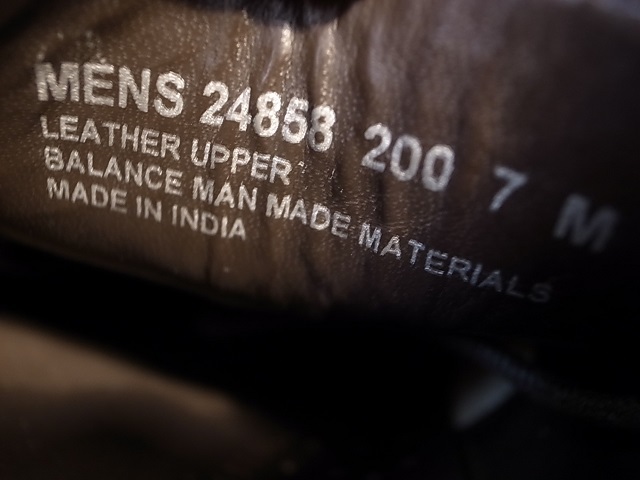 MENS 24858 200 7 M
LEATHER UPPER
BALANCE MAN MADE MATERIALS
MADE IN INDIA